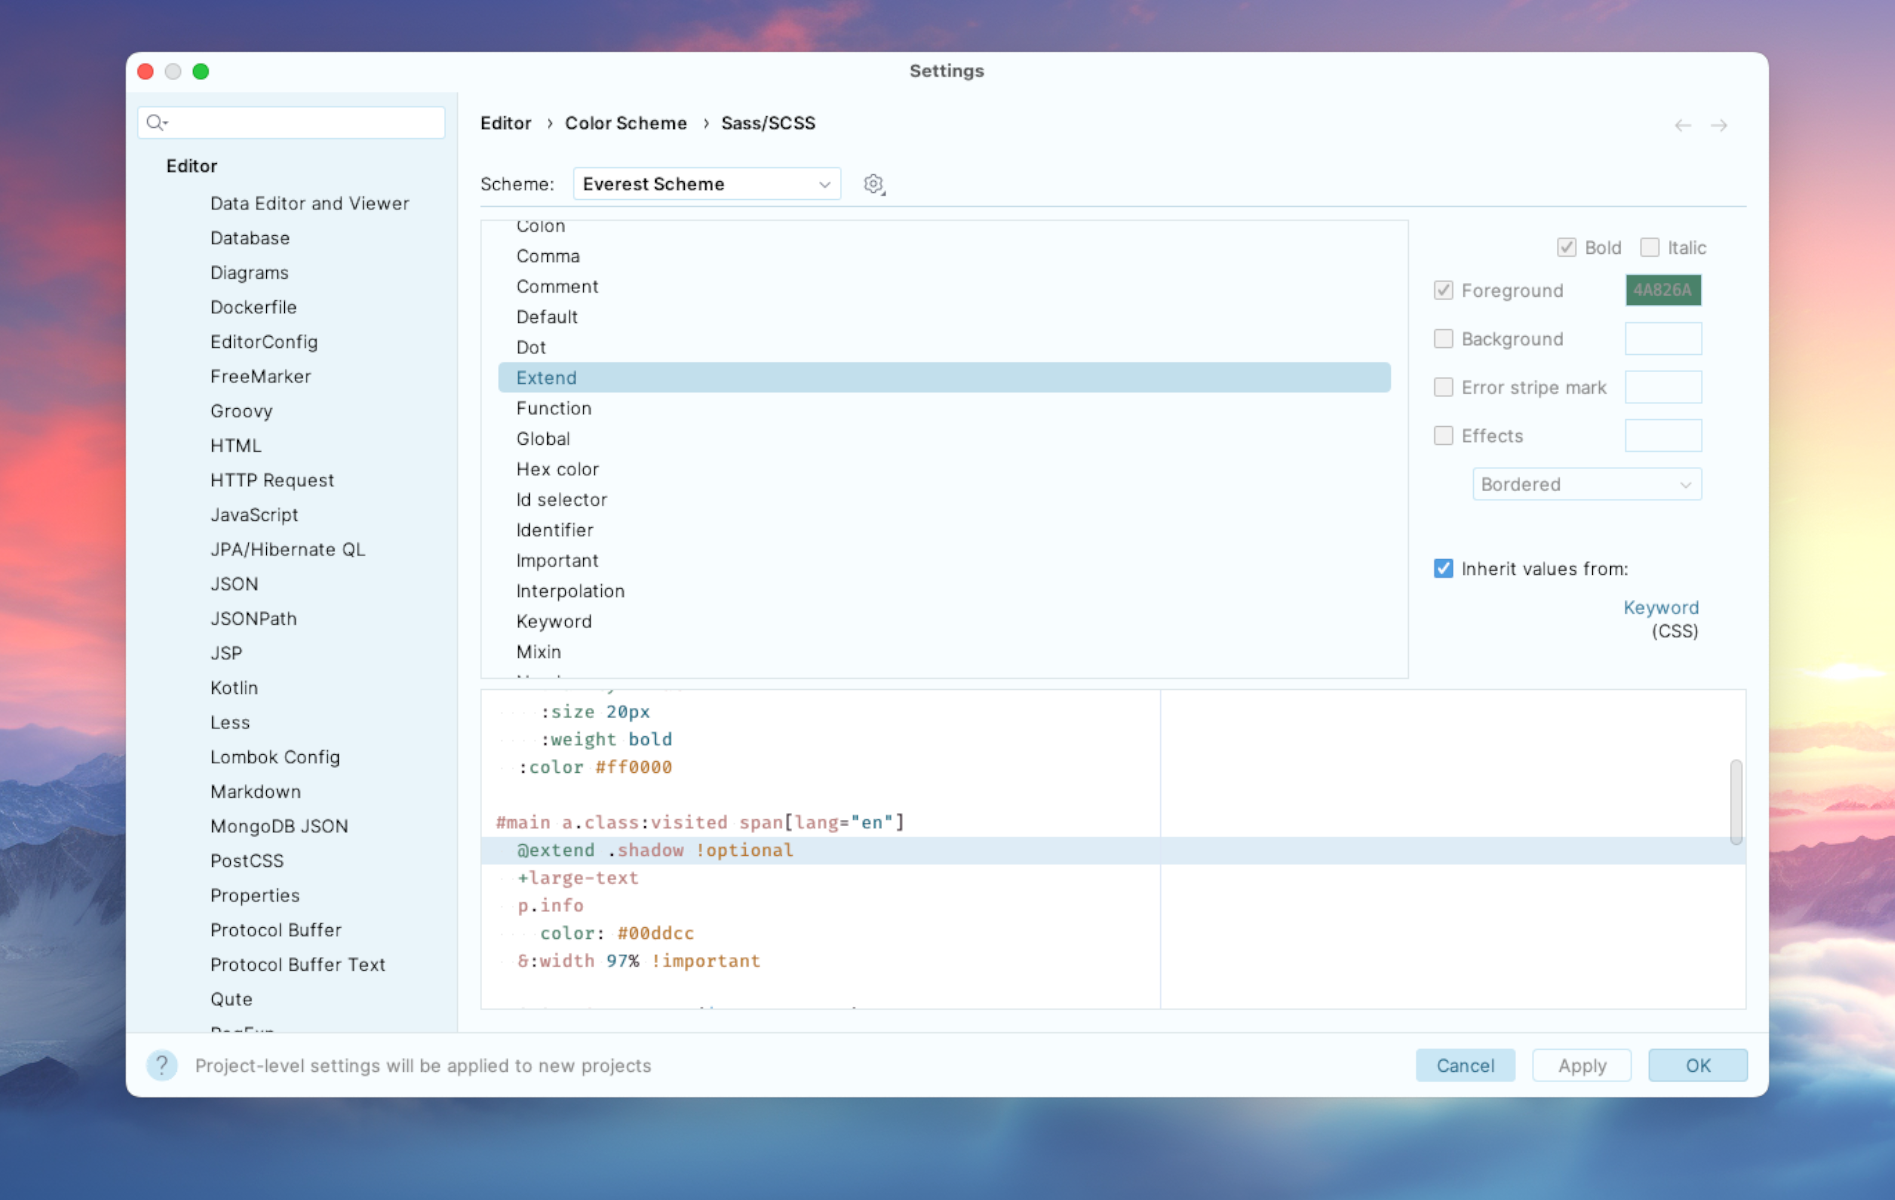 Settings
Editor
Data Editor and Viewer
Database
Diagrams
Dockerfile
EditorConfig
FreeMarker
Groovy
HTML
HTTP Request
JavaScript
JPA/Hibernate QL
JSON
JSONPath
JSP
Kotlin
Less
Lombok Config
Markdown
MongoDB JSON
PostCSS
Properties
Protocol Buffer
Protocol Buffer Text
Qute
Editor › Color Scheme › Sass/SCSS
Scheme: Everest Scheme
Colon
Comma
Comment
Default
Dot
Extend
Function
Global
Hex color
Id selector
Identifier
Important
Interpolation
Keyword
Mixin
Bold Italic
Foreground 4A826A
Background
Error stripe mark
Effects
Bordered
Inherit values from:
Keyword
(CSS)
:size 20px
:weight bold
:color #ff0000
#main a.class:visited span[lang="en"]
@extend .shadow !optional
+large-text
p.info
color: #00ddcc
&:width 97% !important
? Project-level settings will be applied to new projects
Cancel Apply OK